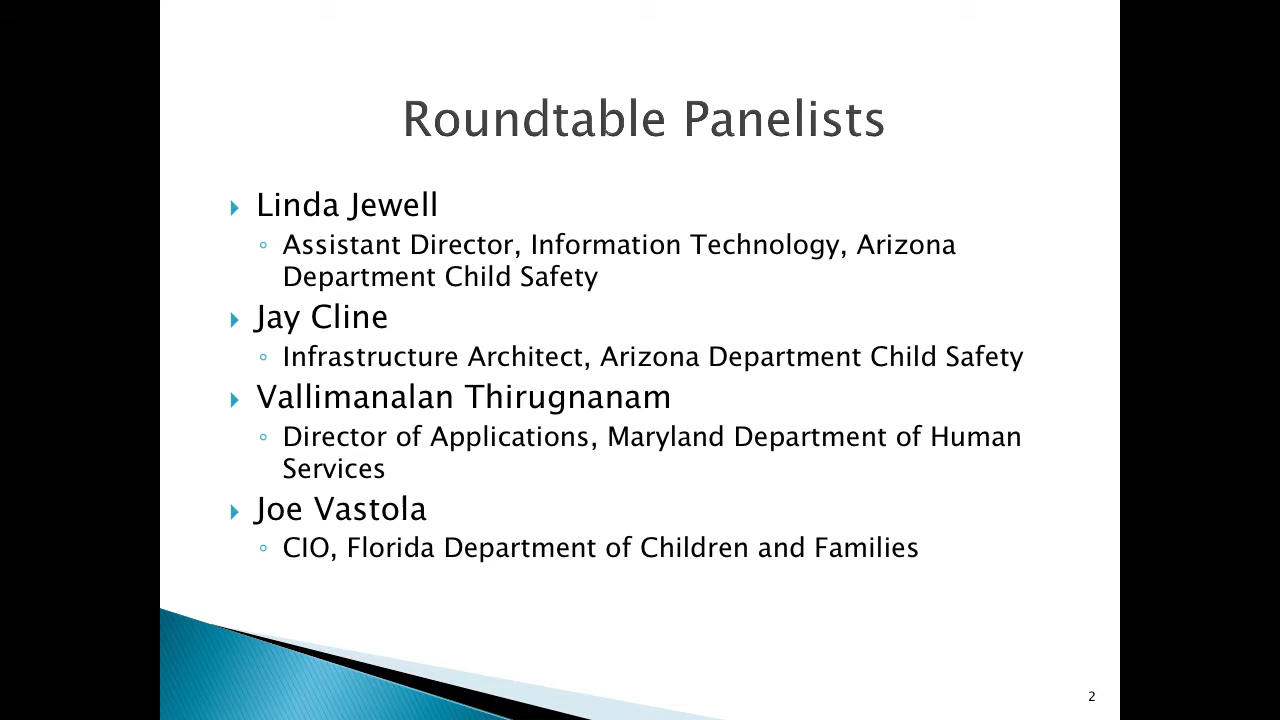 Roundtable Panelists
Linda Jewell
Assistant Director, Information Technology, Arizona
Department Child Safety
Jay Cline
Infrastructure Architect, Arizona Department Child Safety
Vallimanalan Thirugnanam
Director of Applications, Maryland Department of Human
Services
Joe Vastola
CIO, Florida Department of Children and Families
2